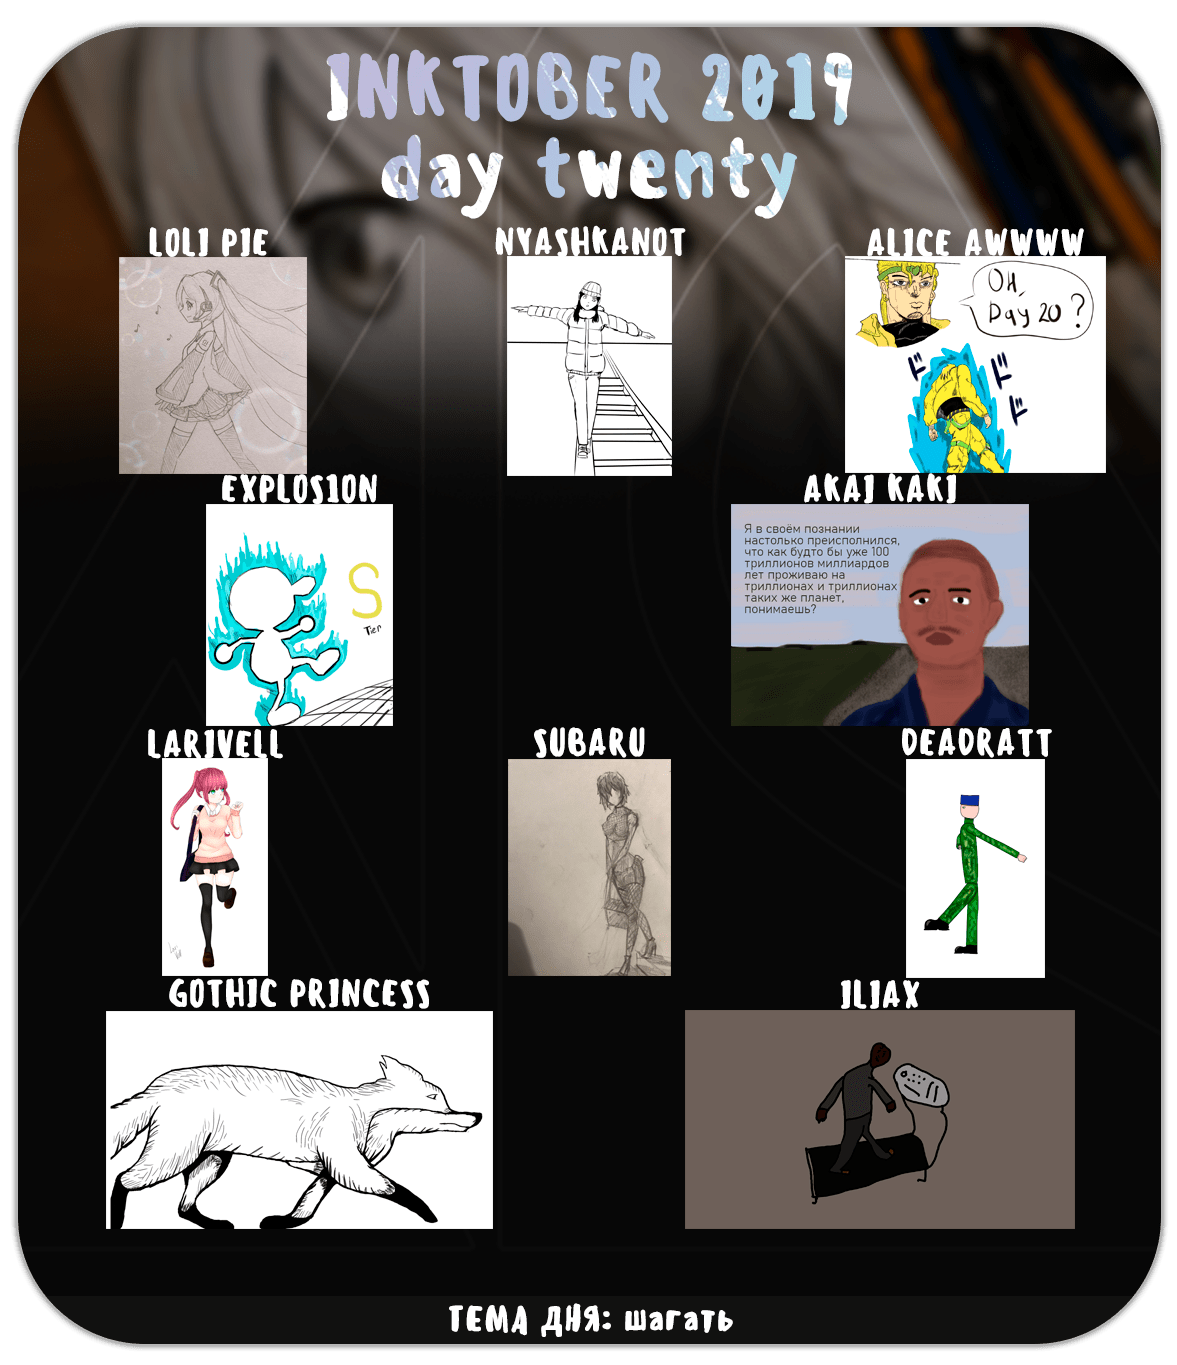 INKTOBER 2019
day twenty
LOLI PIE
NYASHKANOT
ALICE AWWWW
OH,
Day 20 ?
ド
ド
ド
EXPLOSION
AKAI KAKI
S
Tier
Я в своём познании
настолько преисполнился,
что как будто бы уже 100
триллионов миллиардов
лет проживаю на
триллионах и триллионах
таких же планет,
понимаешь?
LARIVELL
SUBARU
DEADRATT
GOTHIC PRINCESS
ILIAX
ТЕМА ДНЯ: шагать